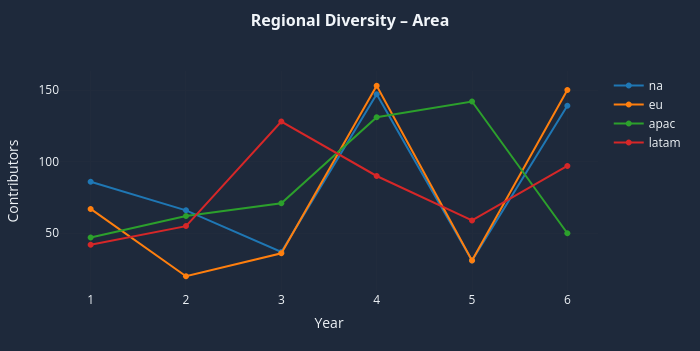 Regional Diversity – Area
Contributors
150
100
50
1 2 3 4 5 6
Year
na
eu
apac
latam